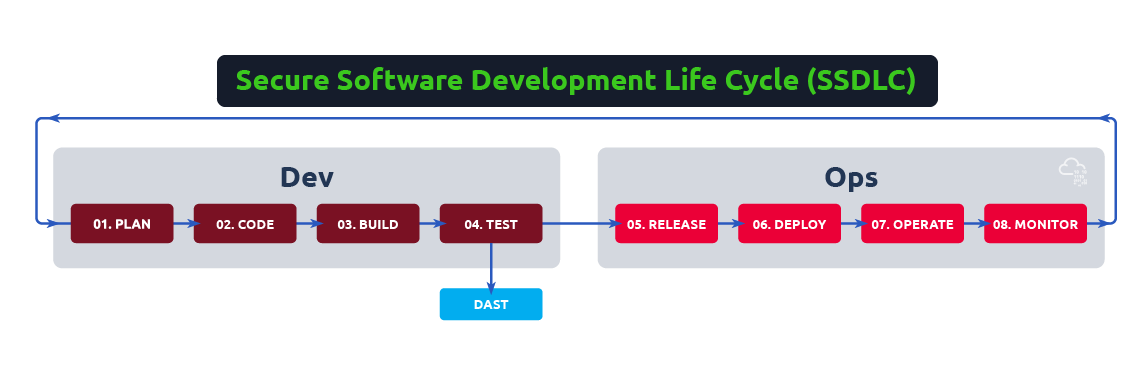 Secure Software Development Life Cycle (SSDLC)
Dev
01. PLAN
02. CODE
03. BUILD
04. TEST
DAST
Ops
05. RELEASE
06. DEPLOY
07. OPERATE
08. MONITOR